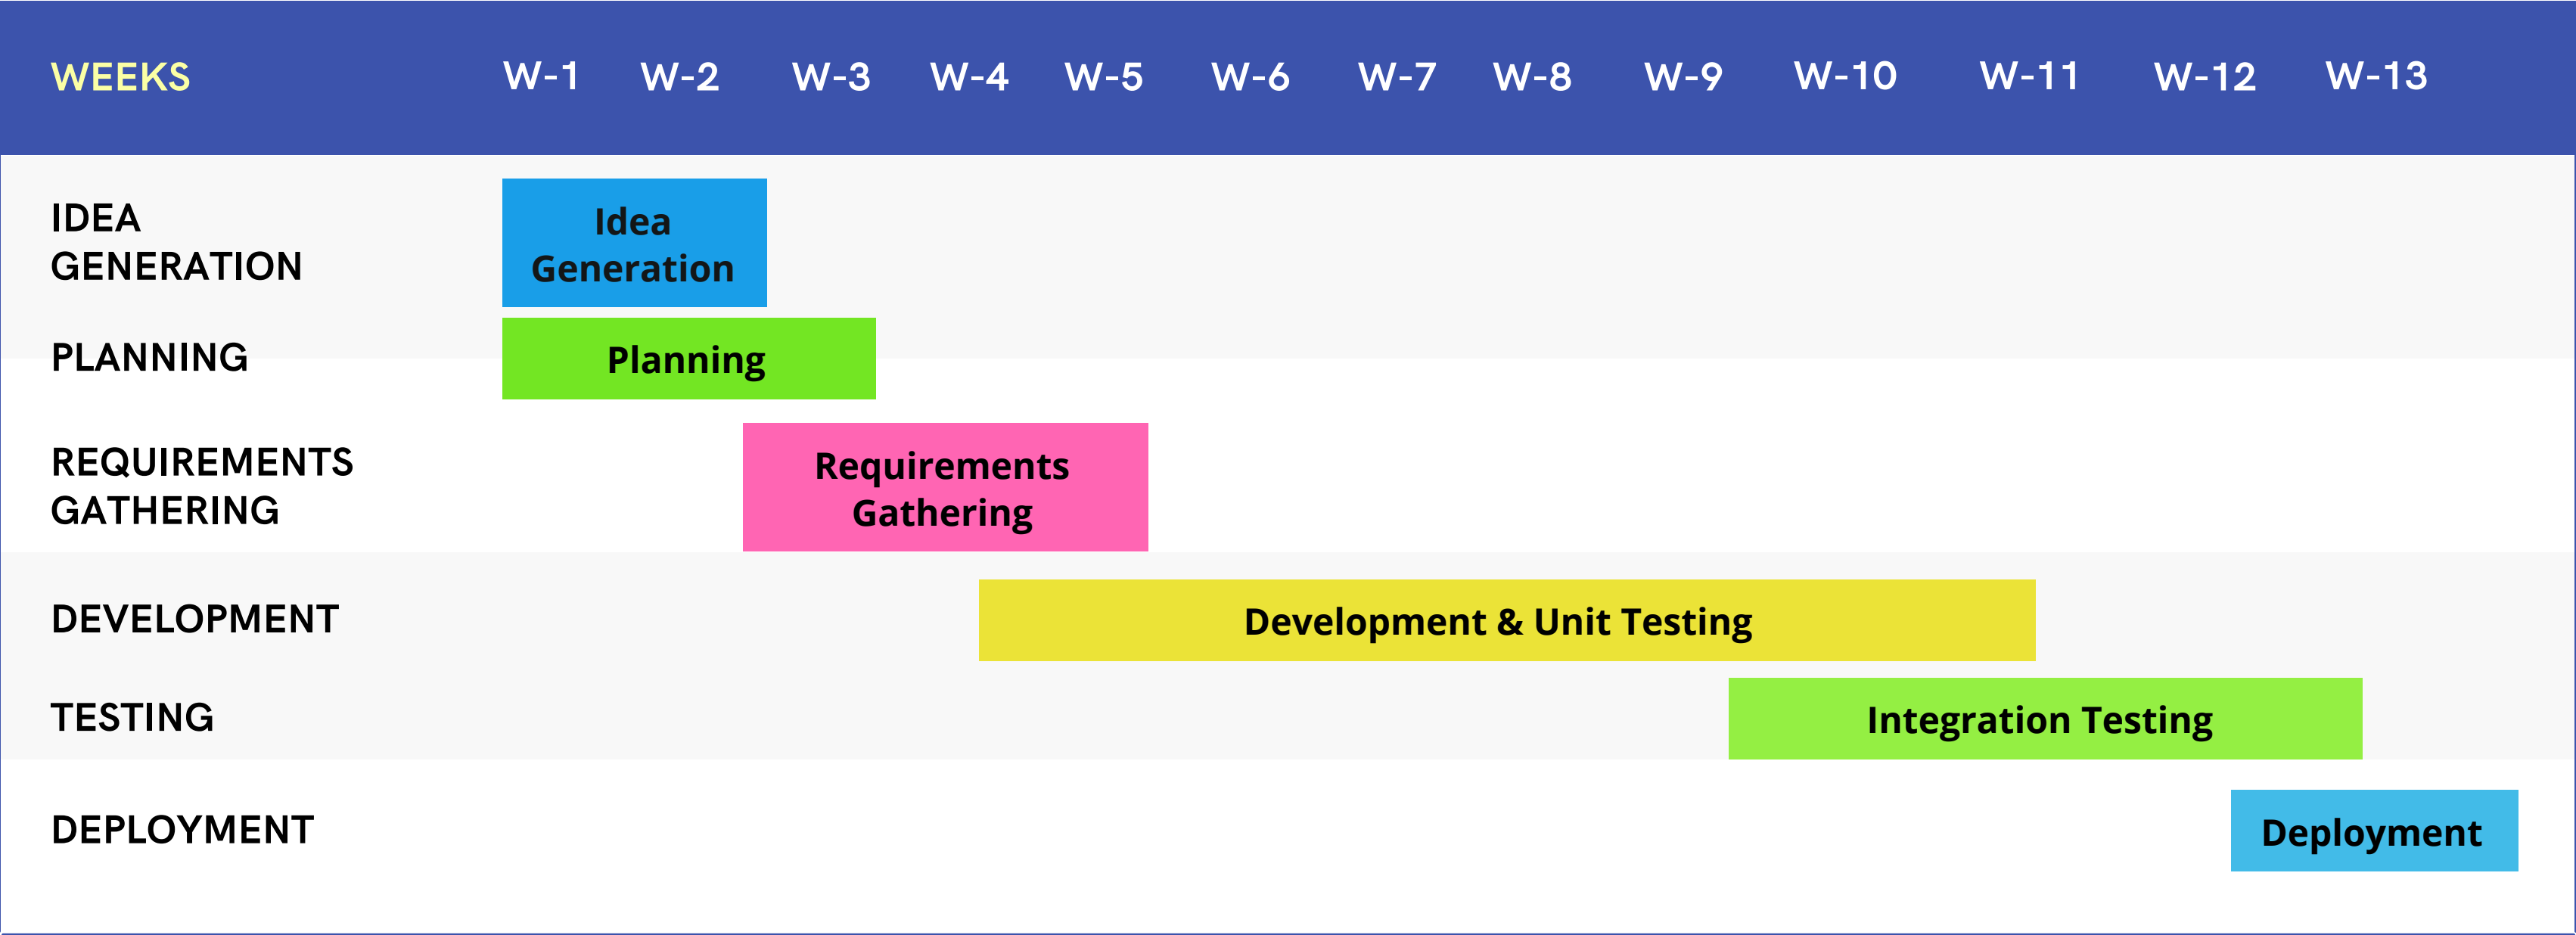 WEEKS W-1 W-2 W-3 W-4 W-5 W-6 W-7 W-8 W-9 W-10 W-11 W-12 W-13
IDEA
GENERATION
Idea
Generation
PLANNING
Planning
REQUIREMENTS
GATHERING
Requirements
Gathering
DEVELOPMENT
Development & Unit Testing
TESTING
Integration Testing
DEPLOYMENT
Deployment